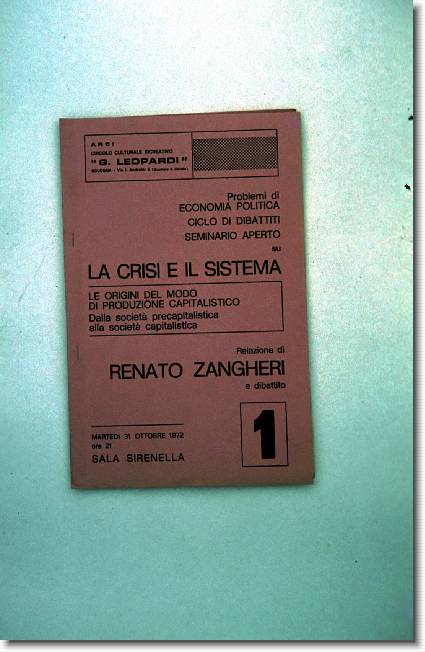 ARCI
CIRCOLO CULTURALE RICREATIVO
"G. LEOPARDI"
BOLOGNA - Via
Problemi di
ECONOMIA POLITICA
CICLO DI DIBATTITI
SEMINARIO APERTO
su
LA CRISI E IL SISTEMA
LE ORIGINI DEL MODO
DI PRODUZIONE CAPITALISTICO
Dalla società precapitalistica
alla società capitalistica
Relazione di
RENATO ZANGHERI
e dibattito
1
MARTEDI 31 OTTOBRE 1972
ore 21
SALA SIRENELLA